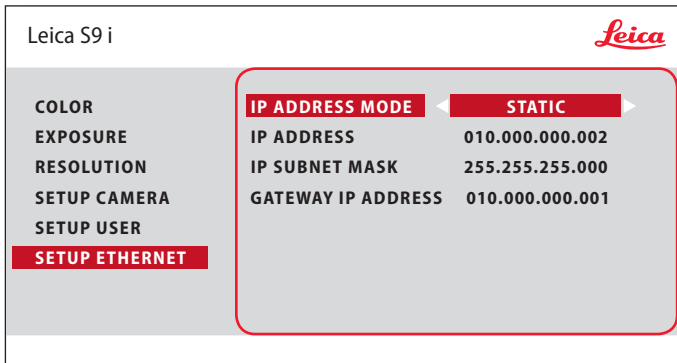 Leica S9 i
Leica
COLOR
EXPOSURE
RESOLUTION
SETUP CAMERA
SETUP USER
SETUP ETHERNET
IP ADDRESS MODE STATIC
IP ADDRESS 010.000.000.002
IP SUBNET MASK 255.255.255.000
GATEWAY IP ADDRESS 010.000.000.001